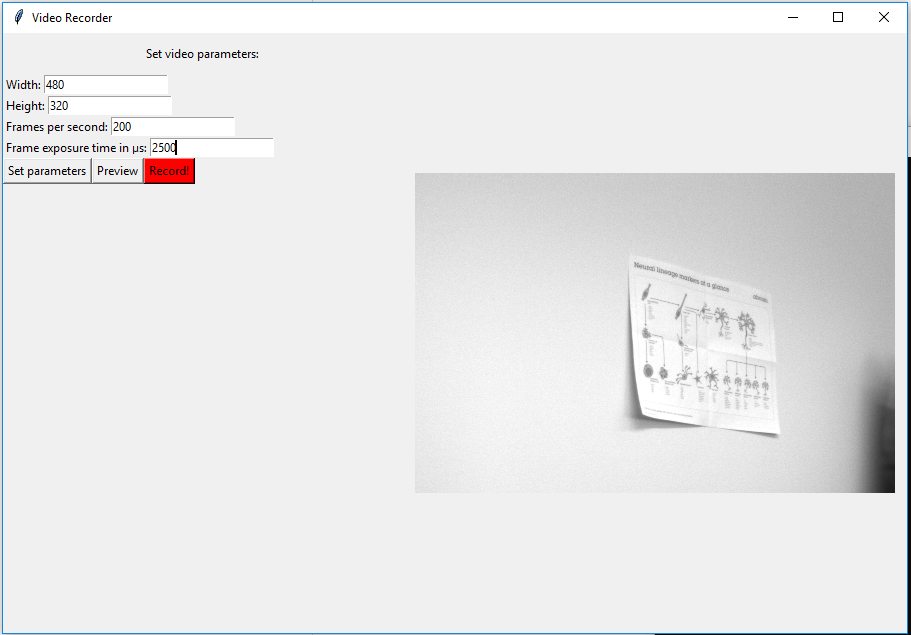 Video Recorder
Set video parameters:
Width: 480
Height: 320
Frames per second: 200
Frame exposure time in µs: 2500
Set parameters Preview Record!
Neural lineage markers at a glance
abcam